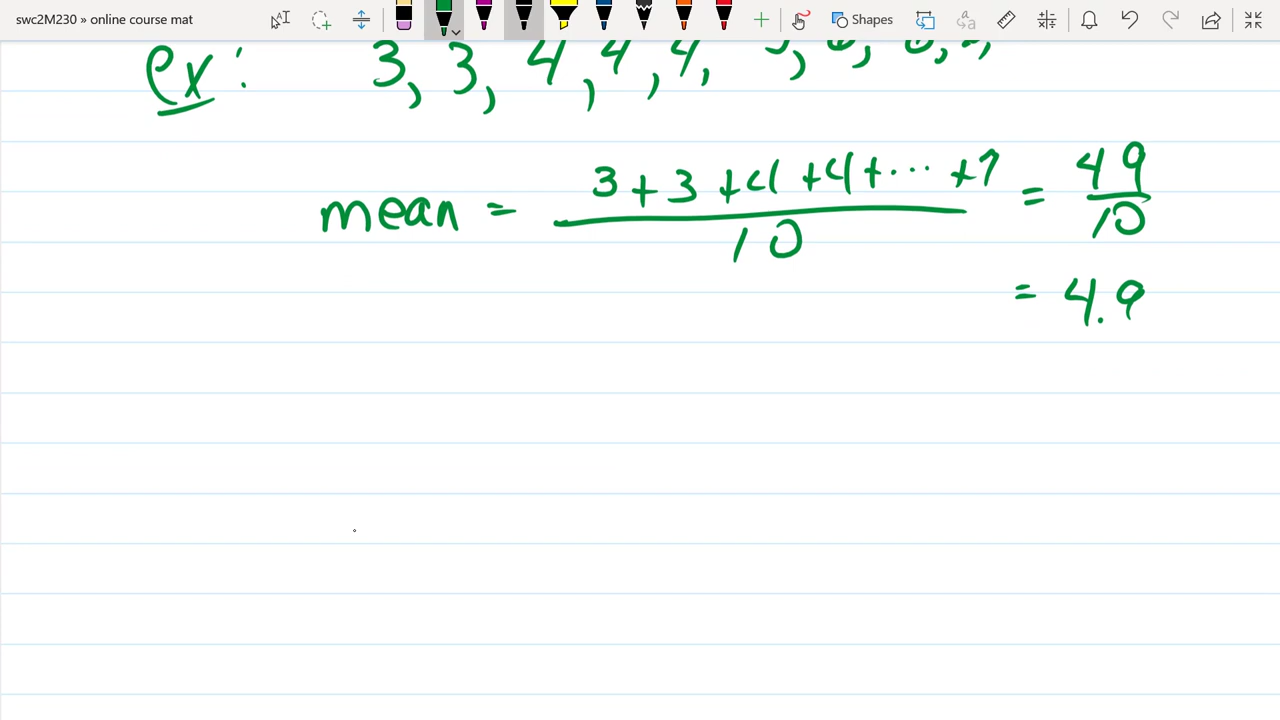 swc2M230 » online course mat
Shapes
ex: 3, 3, 4, 4, 4,
mean = 3 + 3 + 4 + 4 + ... + 7 / 10 = 49 / 10
= 4.9